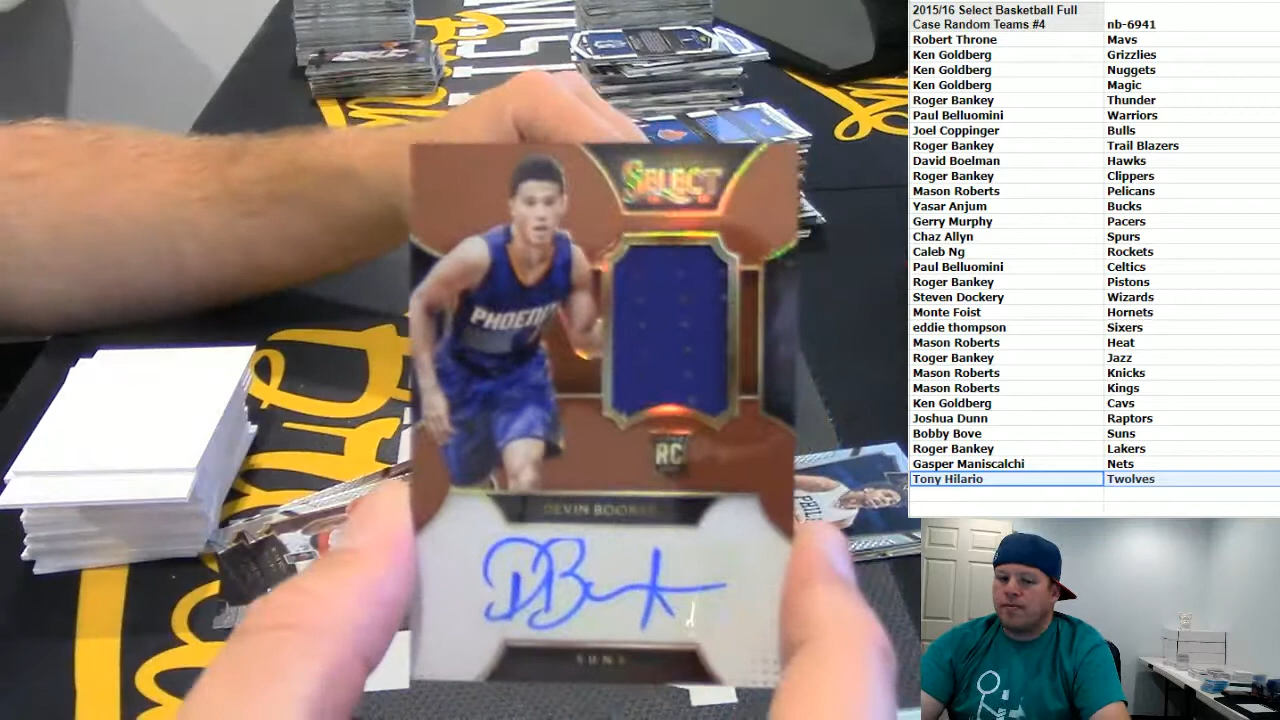 2015/16 Select Basketball Full
Case Random Teams #4 nb-6941
Robert Throne Mavs
Ken Goldberg Grizzlies
Ken Goldberg Nuggets
Ken Goldberg Magic
Roger Bankey Thunder
Paul Belluomini Warriors
Joel Coppinger Bulls
Roger Bankey Trail Blazers
David Boelman Hawks
Roger Bankey Clippers
Mason Roberts Pelicans
Yasar Anjum Bucks
Gerry Murphy Pacers
Chaz Allyn Spurs
Caleb Ng Rockets
Paul Belluomini Celtics
Roger Bankey Pistons
Steven Dockery Wizards
Monte Foist Hornets
eddie thompson Sixers
Mason Roberts Heat
Roger Bankey Jazz
Mason Roberts Knicks
Mason Roberts Kings
Ken Goldberg Cavs
Joshua Dunn Raptors
Bobby Bove Suns
Roger Bankey Lakers
Gasper Maniscalchi Nets
Tony Hilario Twolves
SELECT
PHOENIX
RC
DEVIN BOOKER
SUNS
PHIL